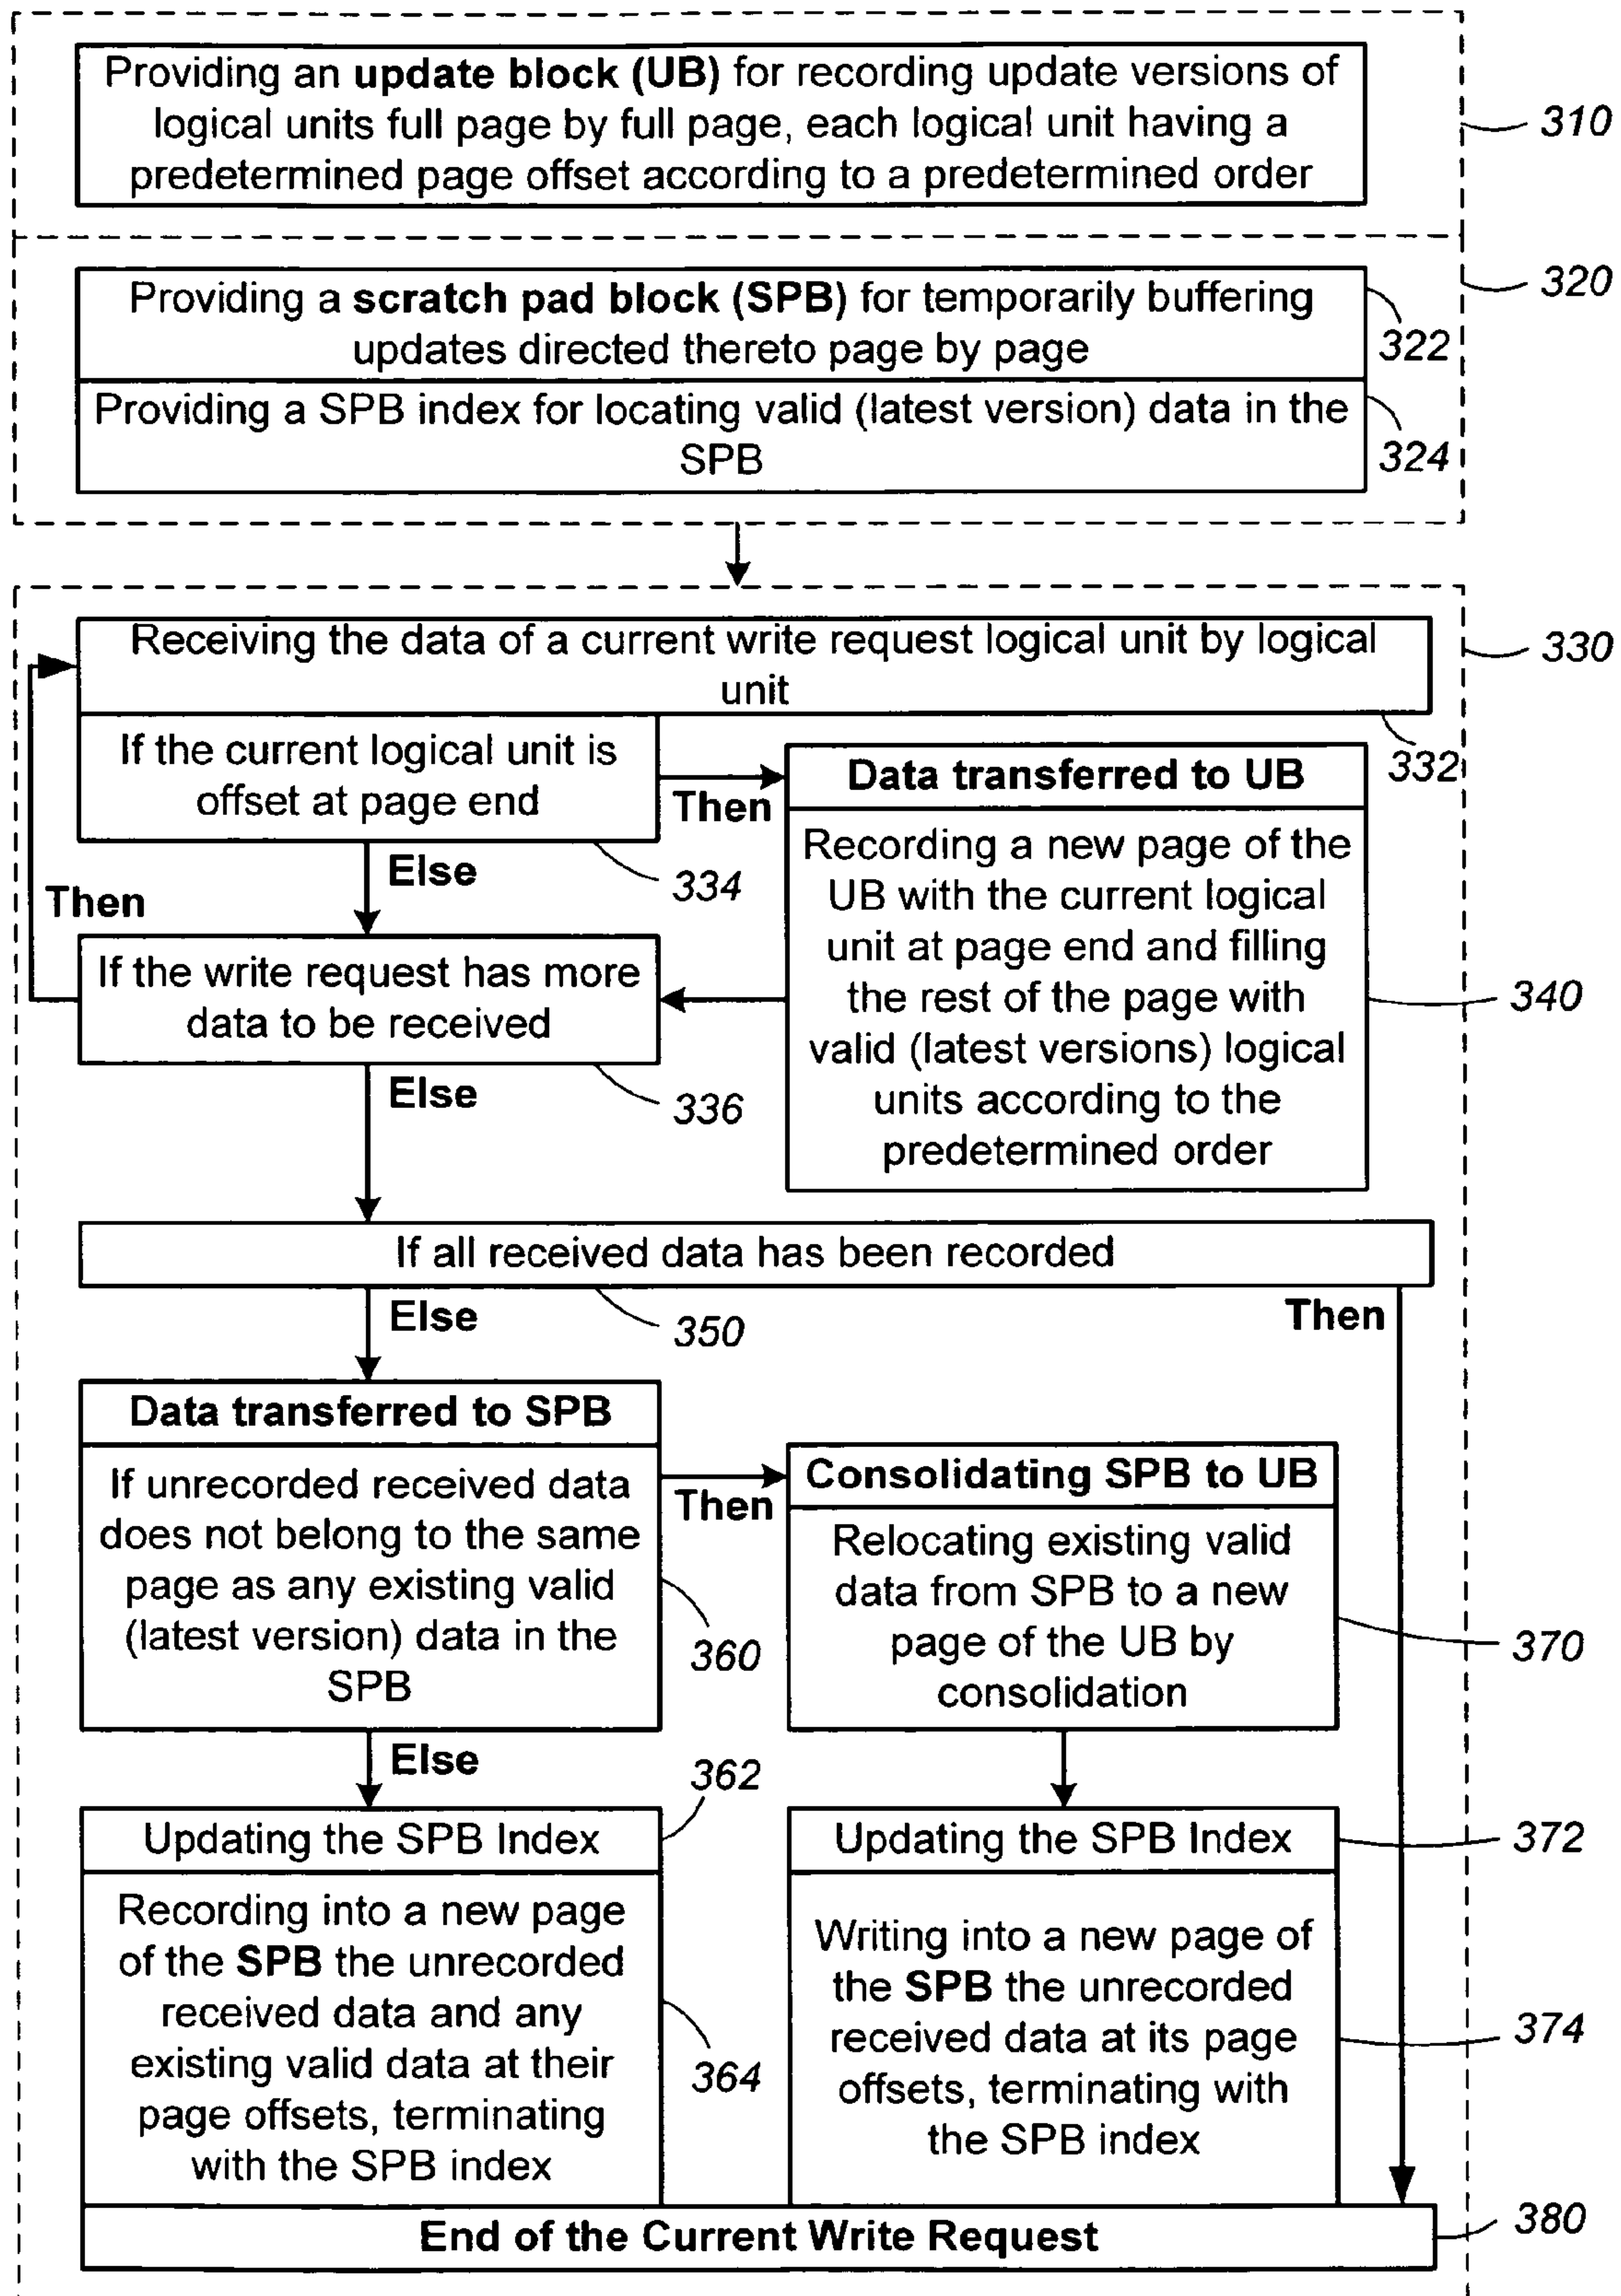 Providing an update block (UB) for recording update versions of
logical units full page by full page, each logical unit having a
predetermined page offset according to a predetermined order
310
320
Providing a scratch pad block (SPB) for temporarily buffering
updates directed thereto page by page
322
Providing a SPB index for locating valid (latest version) data in the
SPB
324
Receiving the data of a current write request logical unit by logical
unit
330
332
If the current logical unit is
offset at page end
Then
334
Else
Data transferred to UB
Recording a new page of the
UB with the current logical
unit at page end and filling
the rest of the page with
valid (latest versions) logical
units according to the
predetermined order
340
Then
If the write request has more
data to be received
336
Else
If all received data has been recorded
350
Else
Then
Data transferred to SPB
If unrecorded received data
does not belong to the same
page as any existing valid
(latest version) data in the
SPB
Then
360
Else
Consolidating SPB to UB
Relocating existing valid
data from SPB to a new
page of the UB by
consolidation
370
362
Updating the SPB Index
Recording into a new page
of the SPB the unrecorded
received data and any
existing valid data at their
page offsets, terminating
with the SPB index
364
Updating the SPB Index
372
Writing into a new page of
the SPB the unrecorded
received data at its page
offsets, terminating with
the SPB index
374
End of the Current Write Request
380